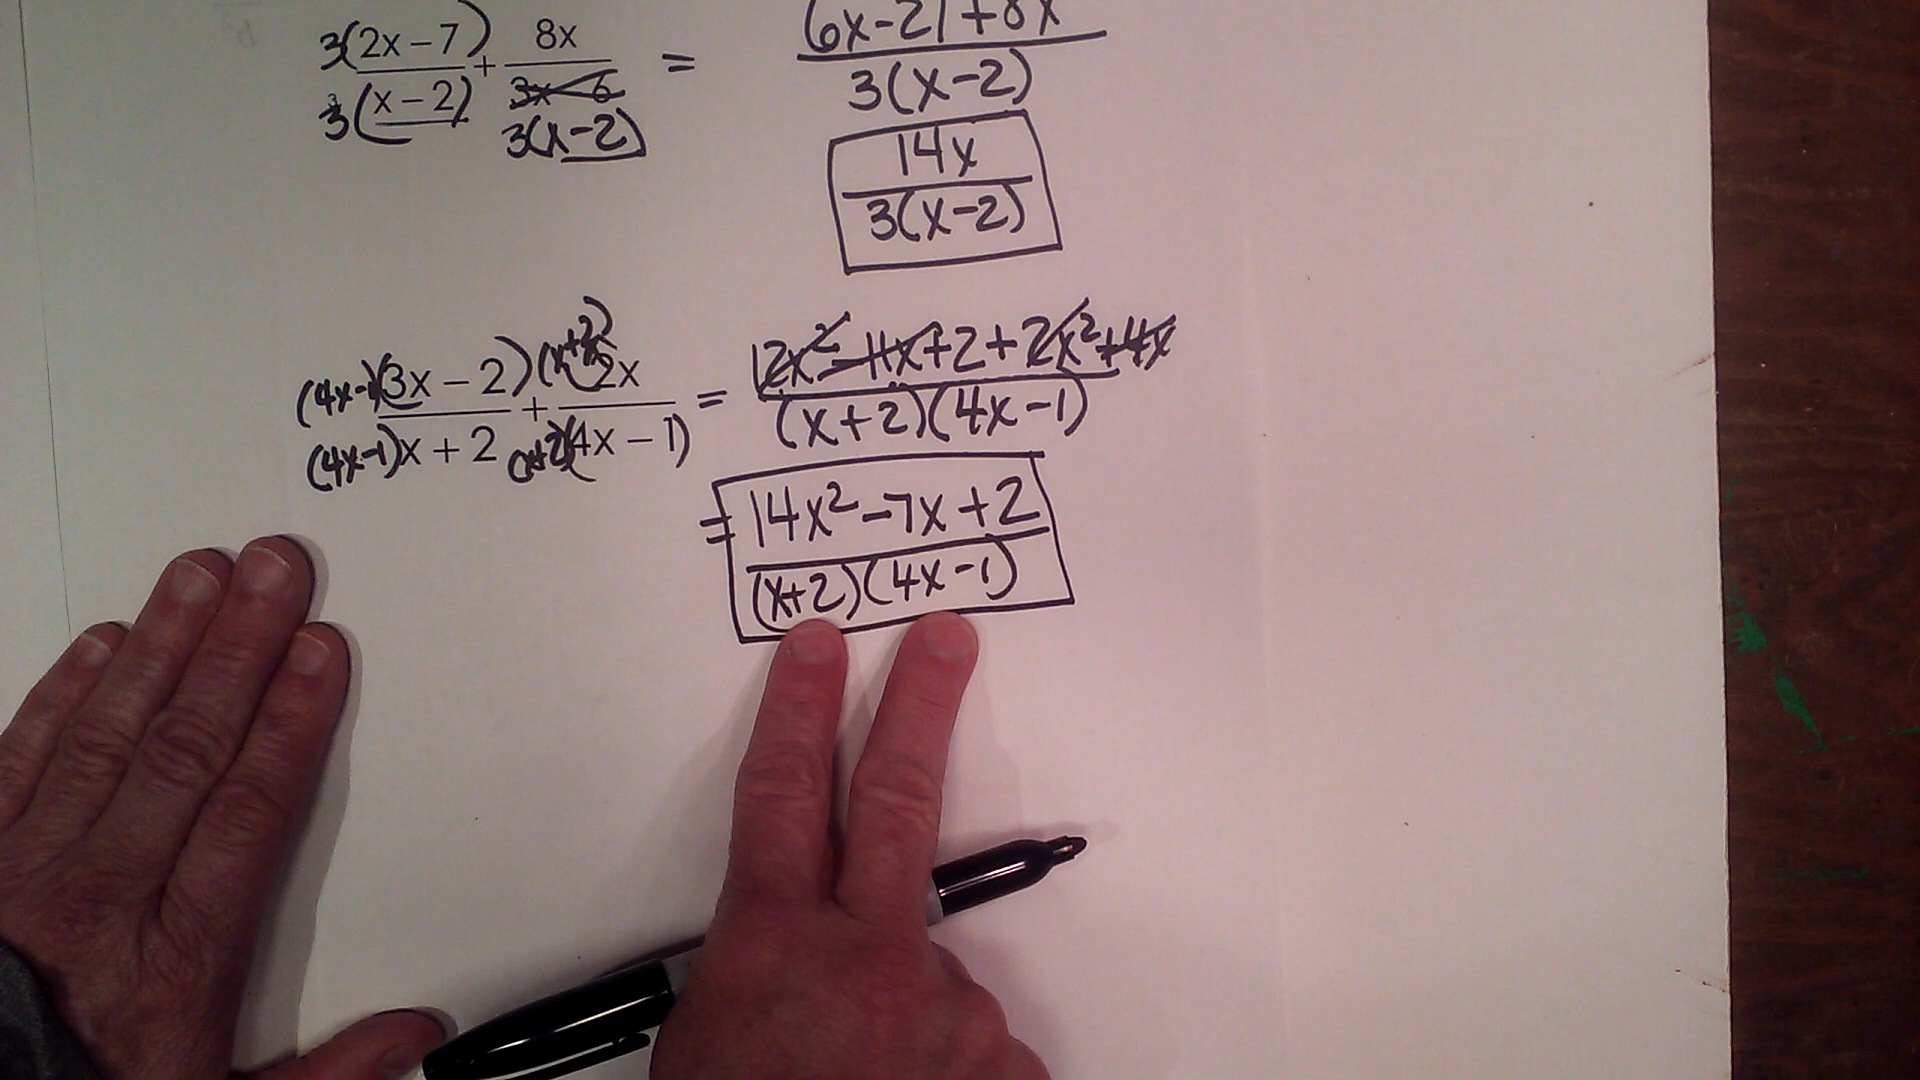 3(2x-7) + 8x = 6x-21+8x
3(x-2) 3x-6 3(x-2)
3(x-2)
14x
3(x-2)
(4x-1)(3x-2) + (x+2)2x = 12x²-11x+2+2x²+4x
(4x-1)x+2 (x+2)(4x-1) (x+2)(4x-1)
= 14x²-7x+2
(x+2)(4x-1)